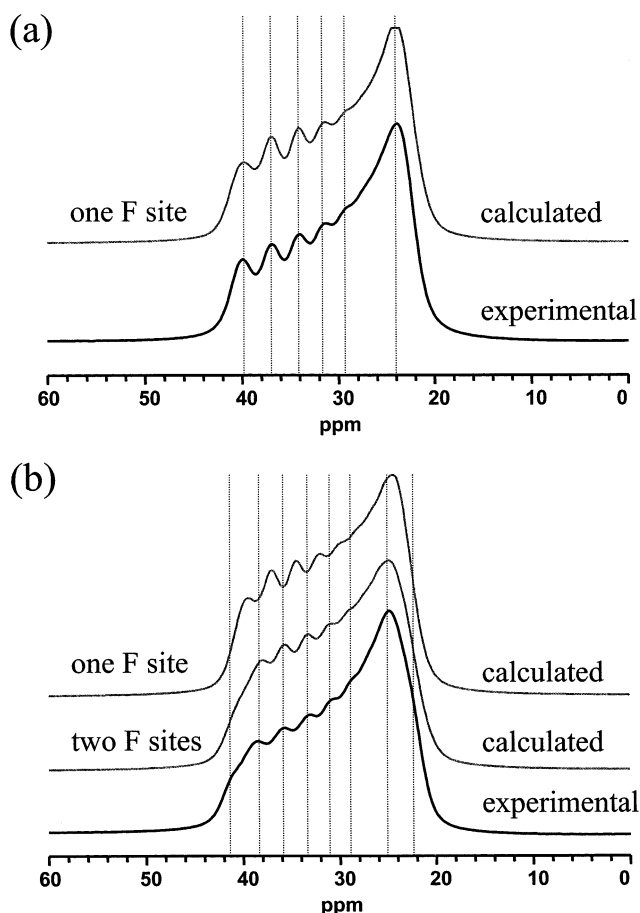 (a)
one F site
calculated
experimental
60 50 40 30 20 10 0
ppm
(b)
one F site
calculated
two F sites
calculated
experimental
60 50 40 30 20 10 0
ppm